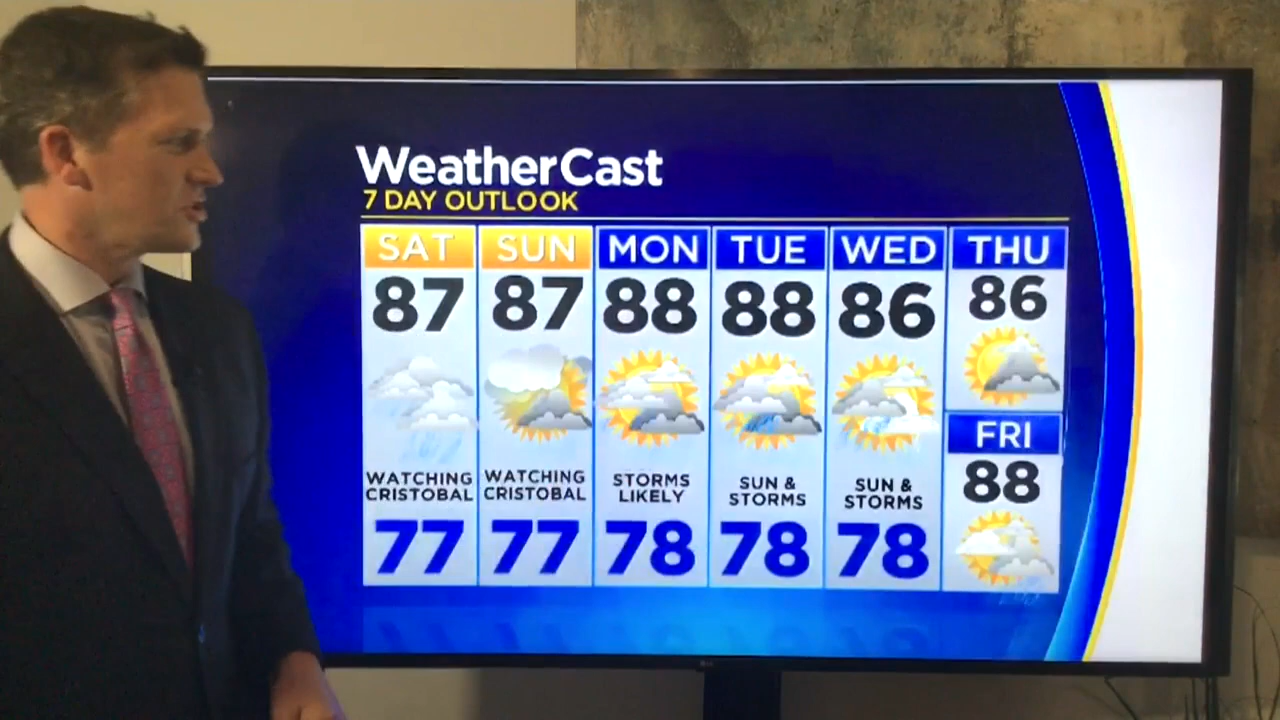 WeatherCast
7 DAY OUTLOOK
SAT
87
WATCHING
CRISTOBAL
77
SUN
87
WATCHING
CRISTOBAL
77
MON
88
STORMS
LIKELY
78
TUE
88
SUN &
STORMS
78
WED
86
SUN &
STORMS
78
THU
86
FRI
88